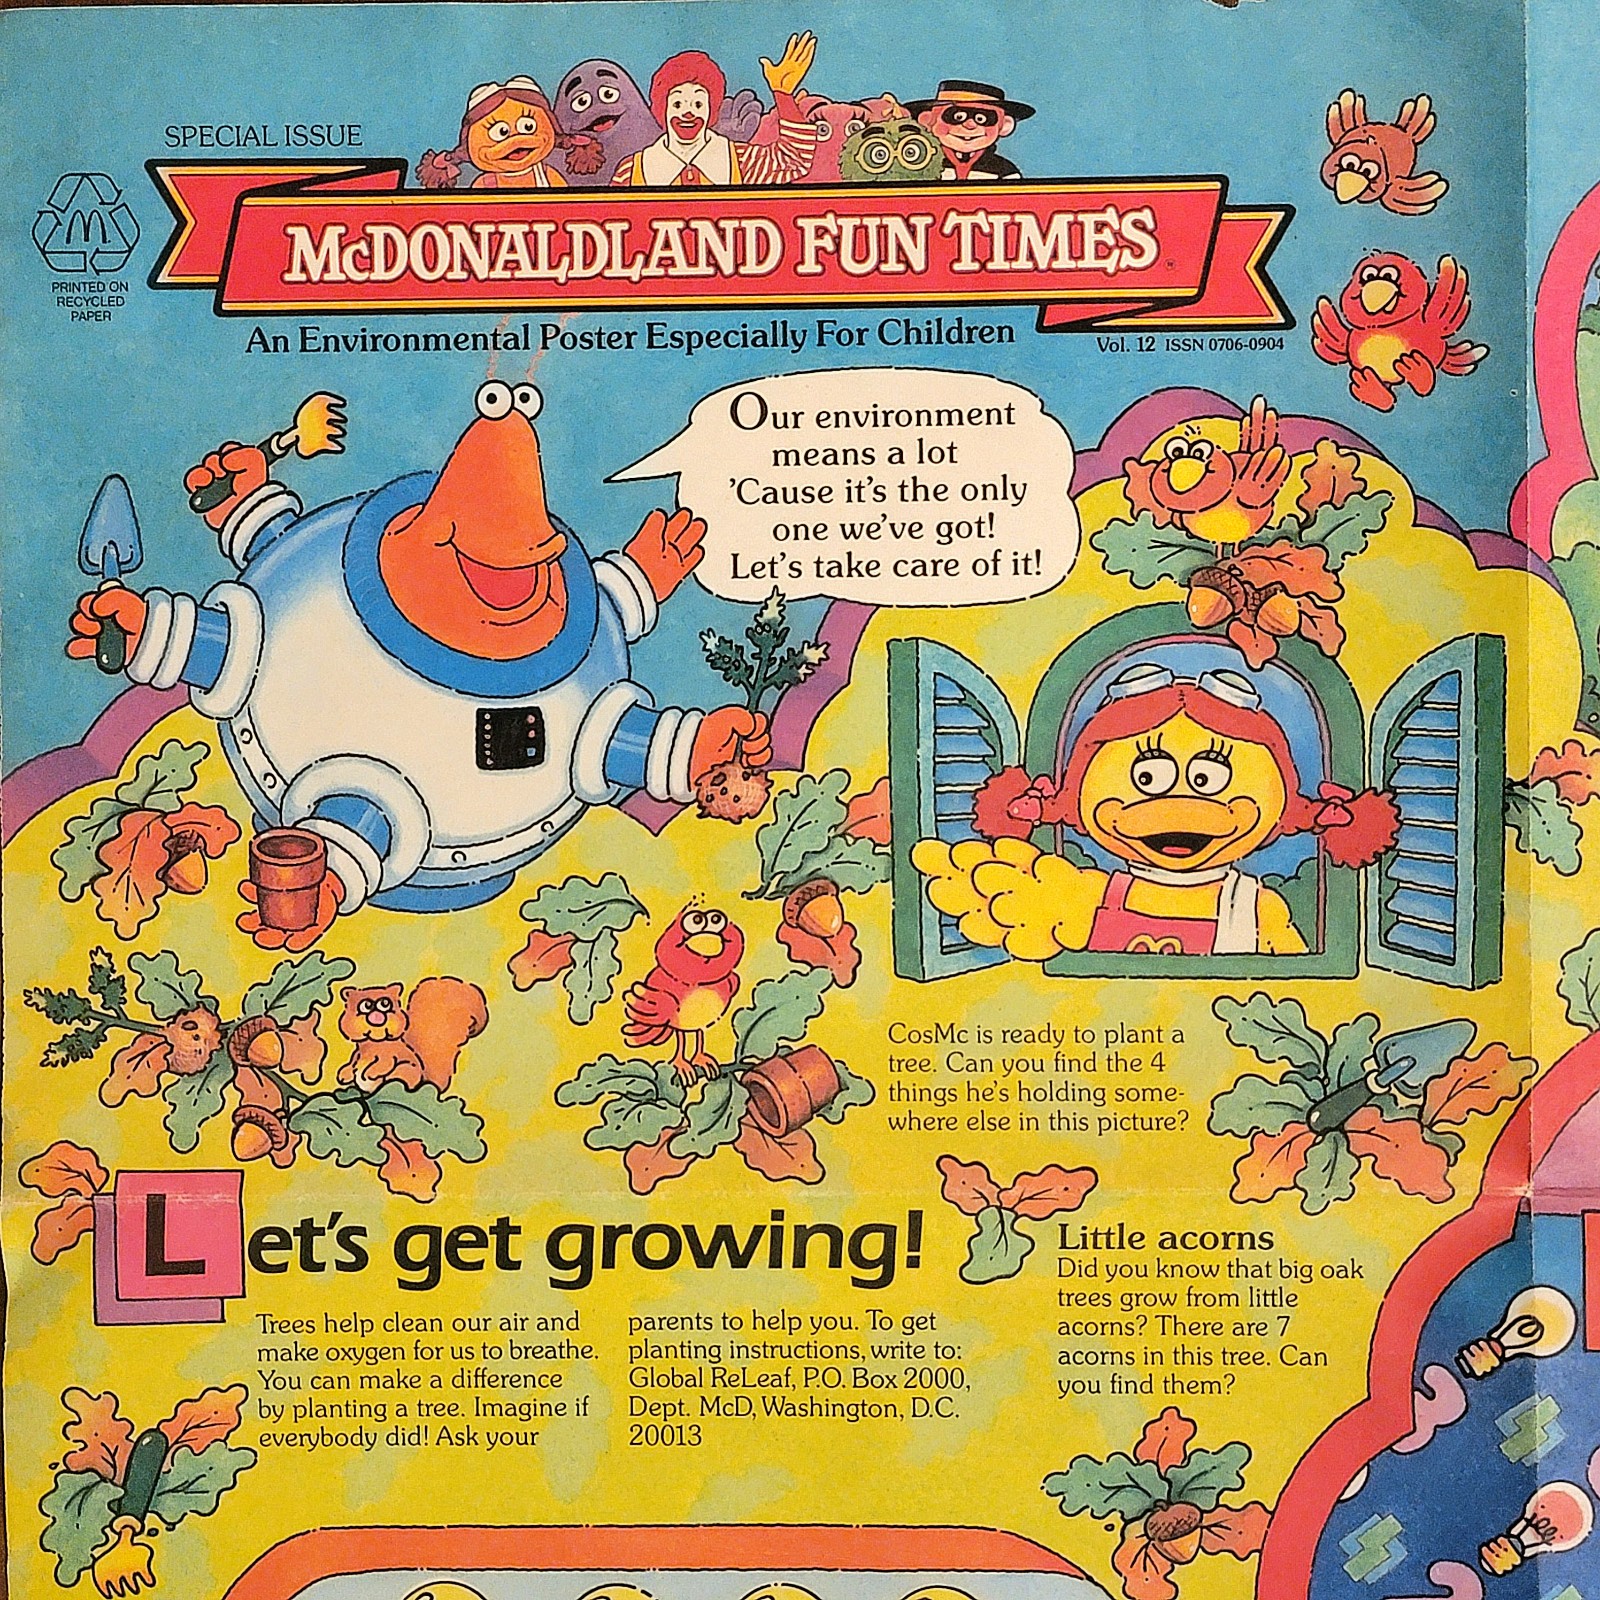 SPECIAL ISSUE
McDONALDLAND FUN TIMES
PRINTED ON
RECYCLED
PAPER
An Environmental Poster Especially For Children
Vol. 12 ISSN 0706-0904
Our environment
means a lot
'Cause it's the only
one we've got!
Let's take care of it!
CosMc is ready to plant a
tree. Can you find the 4
things he's holding some-
where else in this picture?
Let's get growing!
Trees help clean our air and
make oxygen for us to breathe.
You can make a difference
by planting a tree. Imagine if
everybody did! Ask your
parents to help you. To get
planting instructions, write to:
Global ReLeaf, P.O. Box 2000,
Dept. McD, Washington, D.C.
20013
Little acorns
Did you know that big oak
trees grow from little
acorns? There are 7
acorns in this tree. Can
you find them?